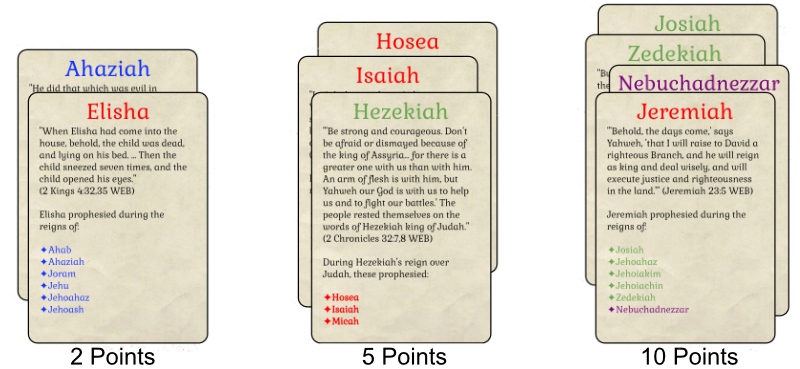 Ahaziah
"He did that which was evil in
Elisha
"When Elisha had come into the
house, behold, the child was dead,
and lying on his bed. ... Then the
child sneezed seven times, and the
child opened his eyes."
(2 Kings 4:32,35 WEB)
Elisha prophesied during the
reigns of:
✦Ahab
✦Ahaziah
✦Joram
✦Jehu
✦Jehoahaz
✦Jehoash
2 Points
Hosea
Isaiah
Hezekiah
"'Be strong and courageous. Don't
be afraid or dismayed because of
the king of Assyria... for there is a
greater one with us than with him.
An arm of flesh is with him, but
Yahweh our God is with us to help
us and to fight our battles.' The
people rested themselves on the
words of Hezekiah king of Judah."
(2 Chronicles 32:7,8 WEB)
During Hezekiah's reign over
Judah, these prophesied:
✦Hosea
✦Isaiah
✦Micah
5 Points
Josiah
Zedekiah
"Bu
the
Nebuchadnezzar
Jeremiah
"'Behold, the days come,' says
Yahweh, 'that I will raise to David a
righteous Branch, and he will reign
as king and deal wisely, and will
execute justice and righteousness
in the land.'" (Jeremiah 23:5 WEB)
Jeremiah prophesied during the
reigns of:
✦Josiah
✦Jehoahaz
✦Jehoiakim
✦Jehoiachin
✦Zedekiah
✦Nebuchadnezzar
10 Points